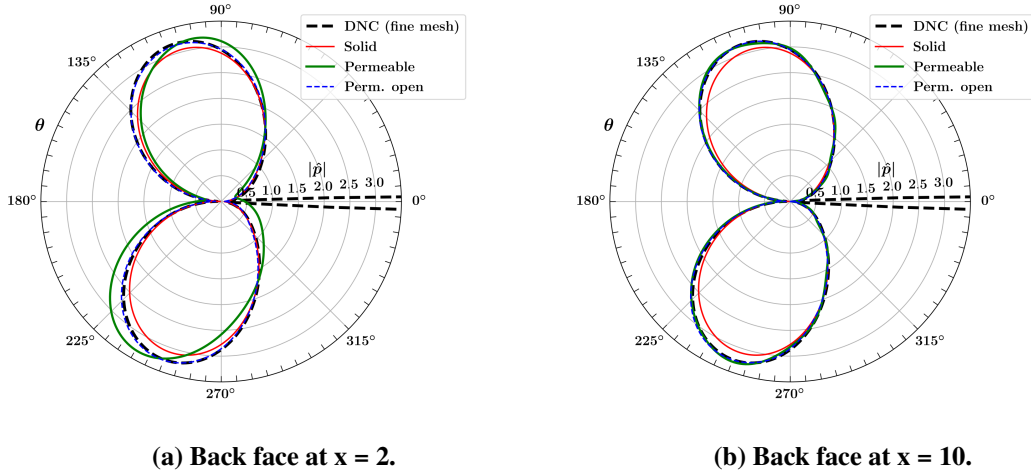 90°
DNC (fine mesh)
Solid
Permeable
Perm. open
135°
θ
|p̂|
0.5 1.0 1.5 2.0 2.5 3.0
180°
0°
225°
315°
270°
(a) Back face at x = 2.
90°
DNC (fine mesh)
Solid
Permeable
Perm. open
135°
θ
|p̂|
0.5 1.0 1.5 2.0 2.5 3.0
180°
0°
225°
315°
270°
(b) Back face at x = 10.